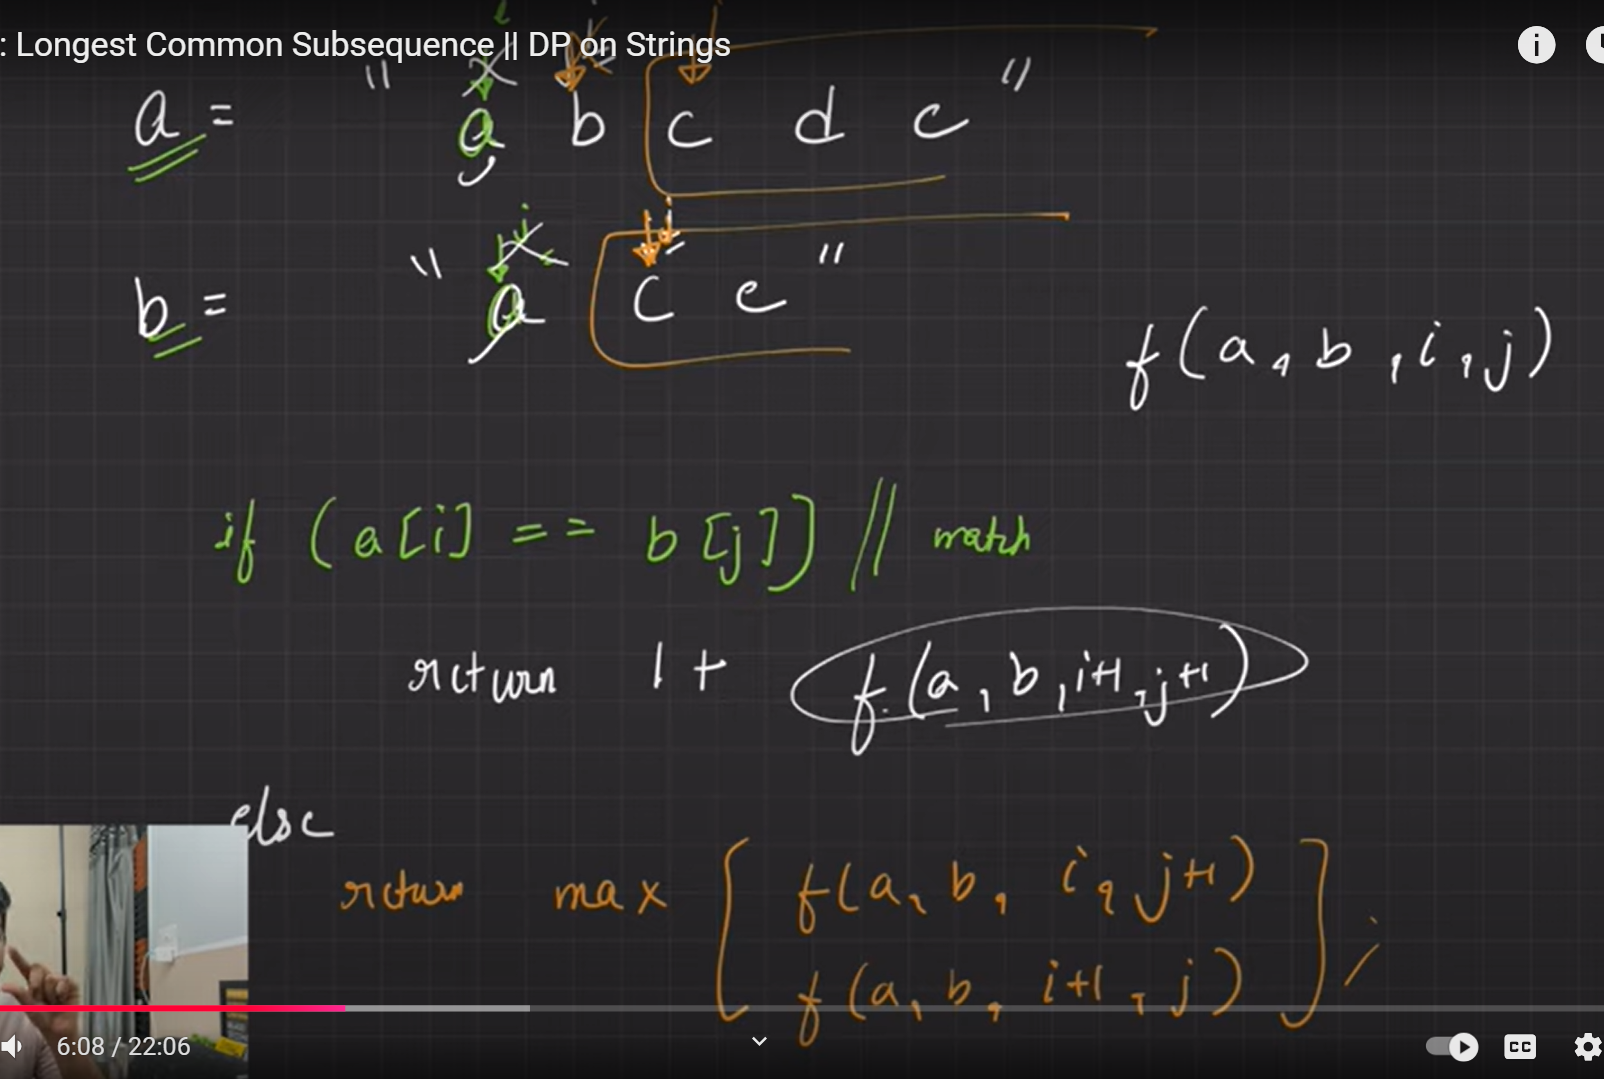 : Longest Common Subsequence || DP on Strings
a = " a b c d e "
b = " a c e "
f(a, b, i, j)
if (a[i] == b[j]) // match
return 1 + f(a, b, i+1, j+1)
else
return max [ f(a, b, i, j+1)
f(a, b, i+1, j) ] ;
6:08 / 22:06
CC